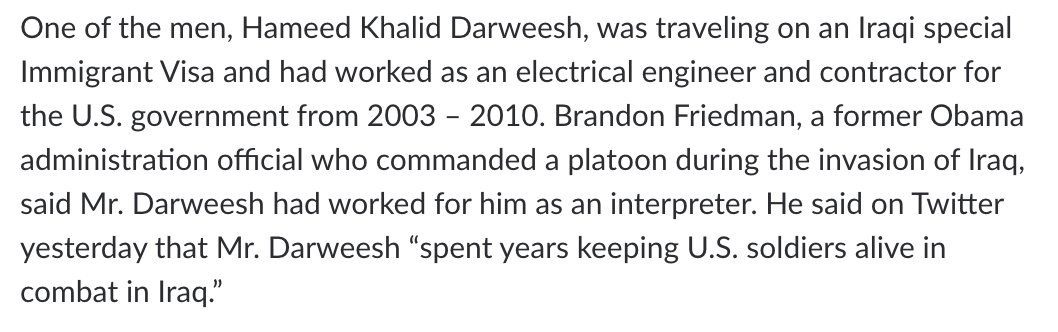 One of the men, Hameed Khalid Darweesh, was traveling on an Iraqi special
Immigrant Visa and had worked as an electrical engineer and contractor for
the U.S. government from 2003 – 2010. Brandon Friedman, a former Obama
administration official who commanded a platoon during the invasion of Iraq,
said Mr. Darweesh had worked for him as an interpreter. He said on Twitter
yesterday that Mr. Darweesh “spent years keeping U.S. soldiers alive in
combat in Iraq.”